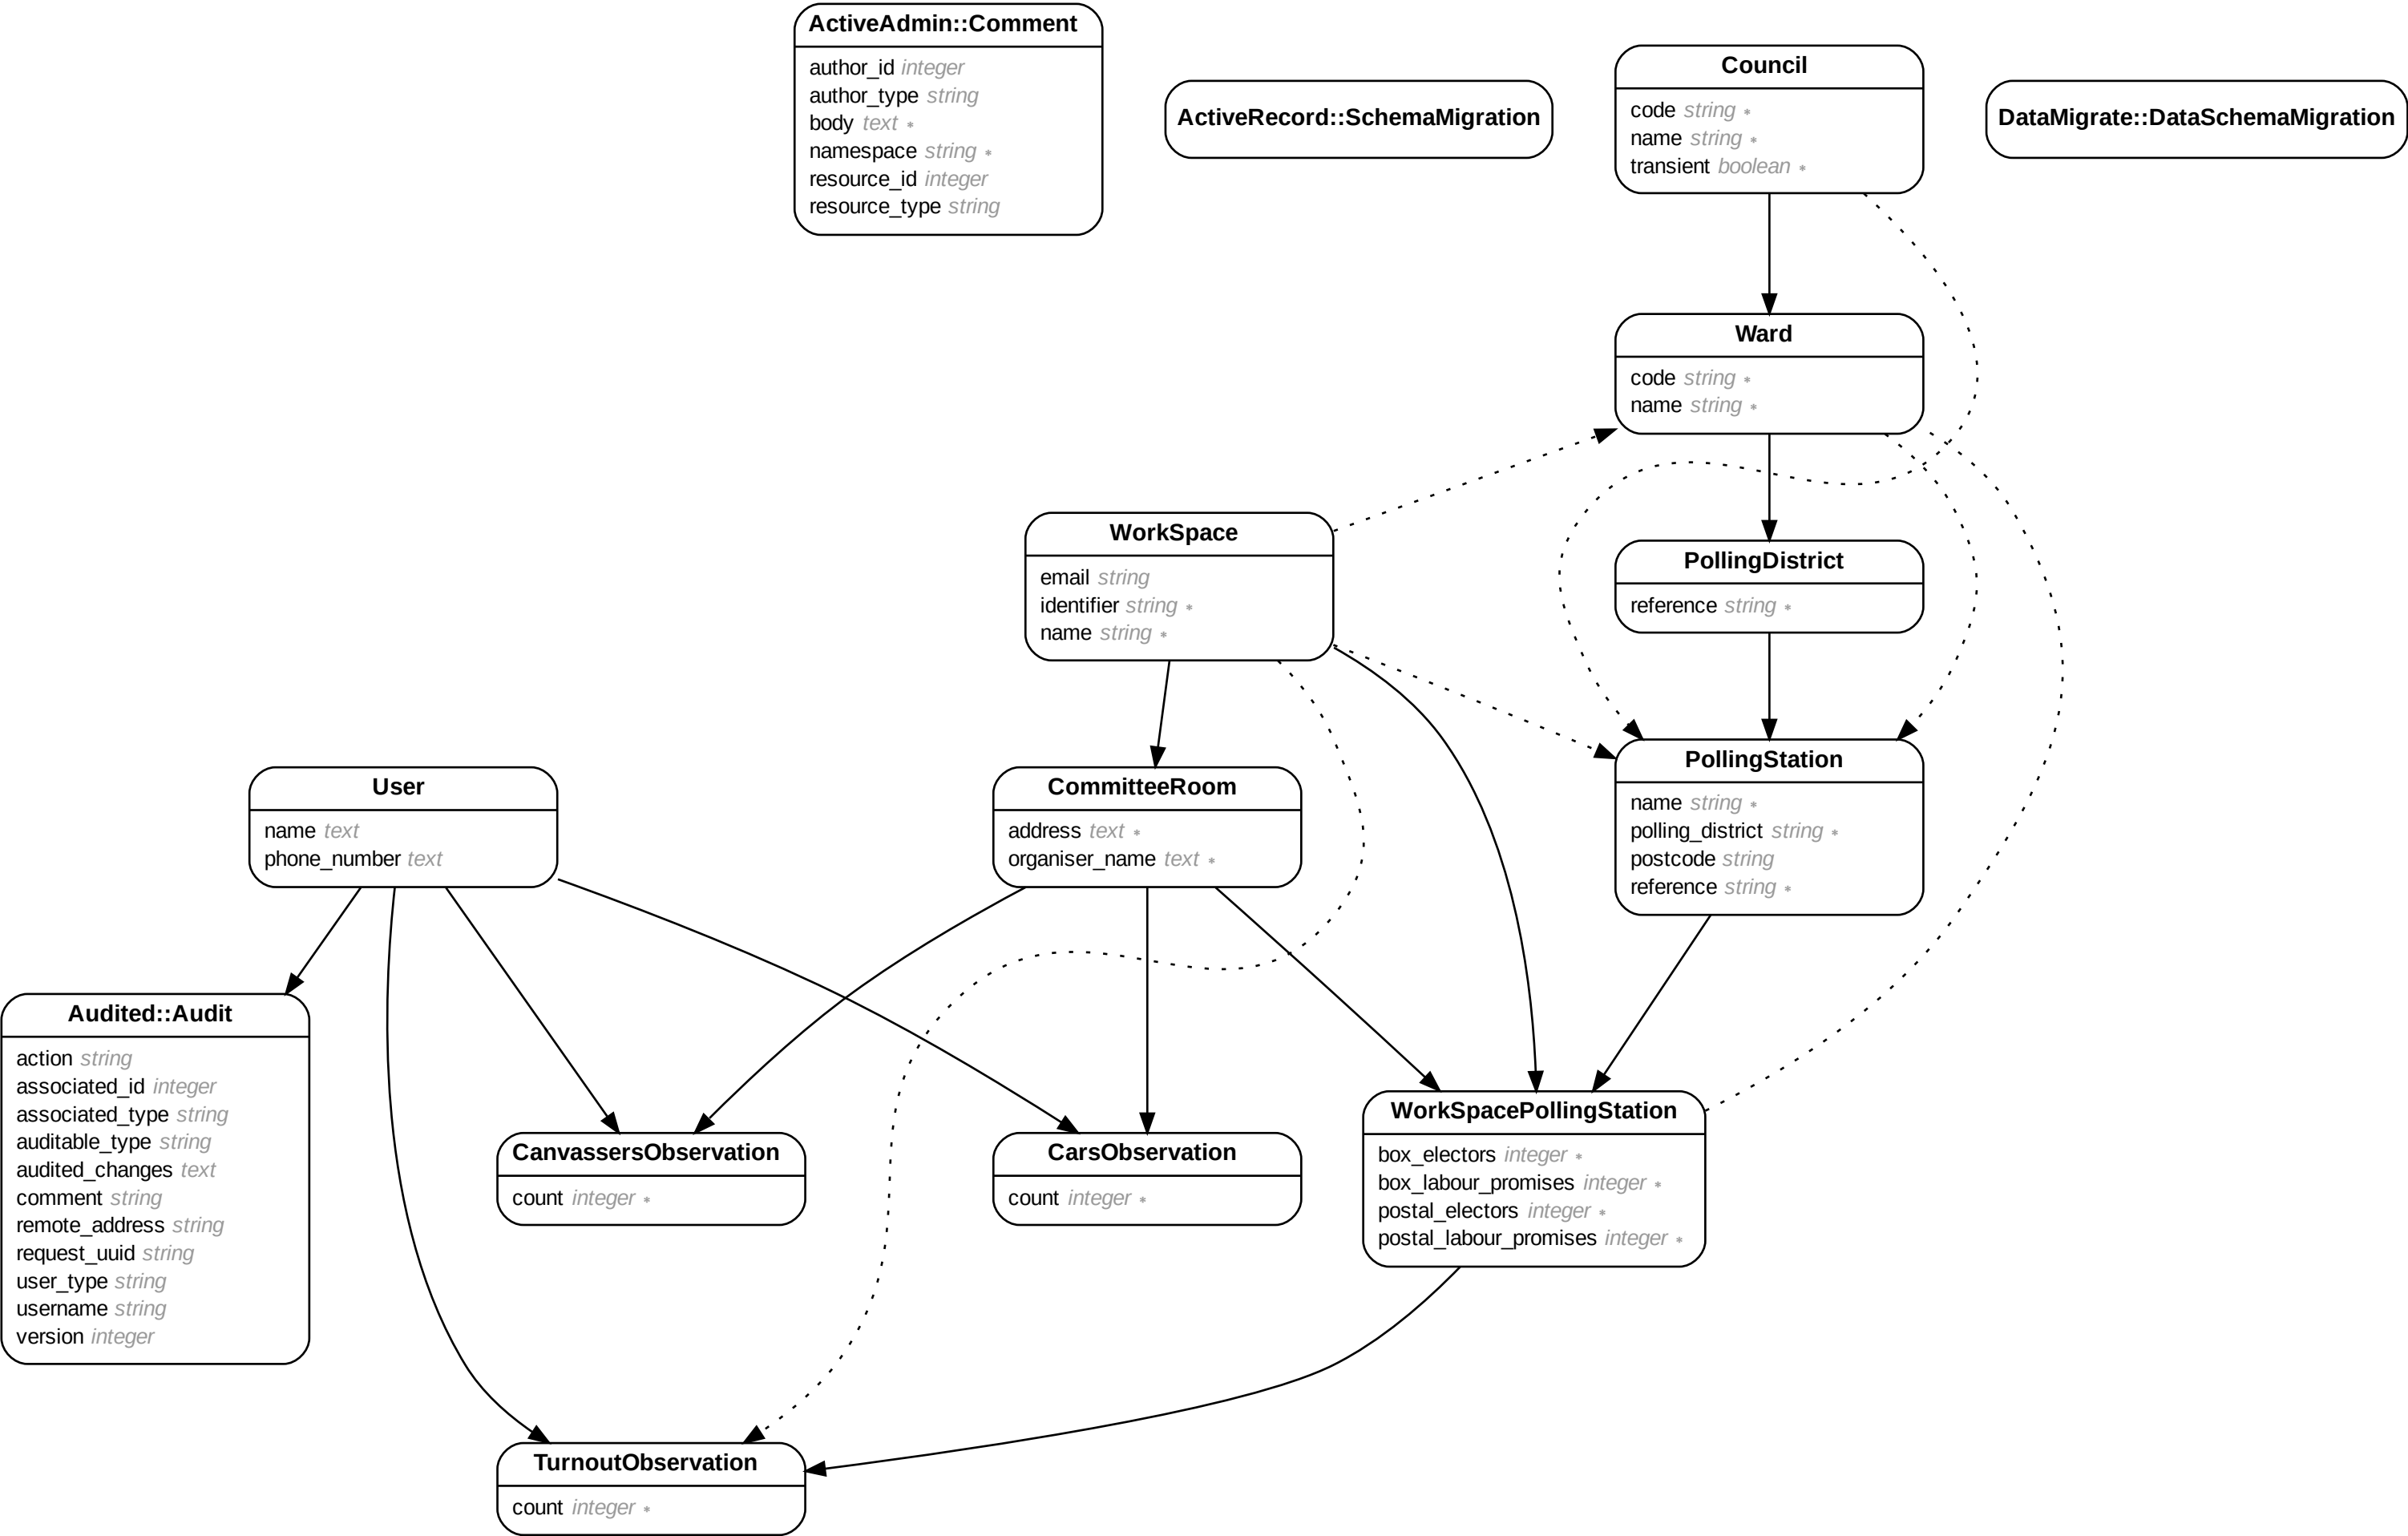 ActiveAdmin::Comment
author_id integer
author_type string
body text *
namespace string *
resource_id integer
resource_type string
ActiveRecord::SchemaMigration
Council
code string *
name string *
transient boolean *
DataMigrate::DataSchemaMigration
Ward
code string *
name string *
WorkSpace
email string
identifier string *
name string *
PollingDistrict
reference string *
User
name text
phone_number text
CommitteeRoom
address text *
organiser_name text *
PollingStation
name string *
polling_district string *
postcode string
reference string *
Audited::Audit
action string
associated_id integer
associated_type string
auditable_type string
audited_changes text
comment string
remote_address string
request_uuid string
user_type string
username string
version integer
CanvassersObservation
count integer *
CarsObservation
count integer *
WorkSpacePollingStation
box_electors integer *
box_labour_promises integer *
postal_electors integer *
postal_labour_promises integer *
TurnoutObservation
count integer *